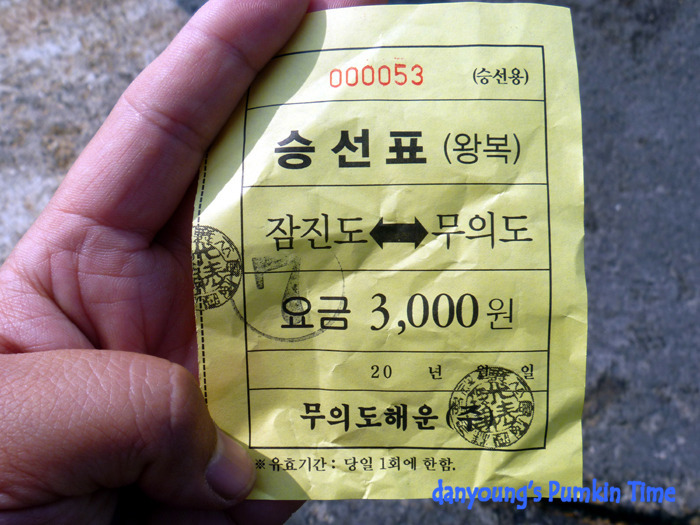 000053 (승선용)
승선표 (왕복)
잠진도 ↔ 무의도
요금 3,000원
20 년 월 일
무의도해운 (주)
※유효기간 : 당일 1회에 한함.
danyoung's Pumkin Time